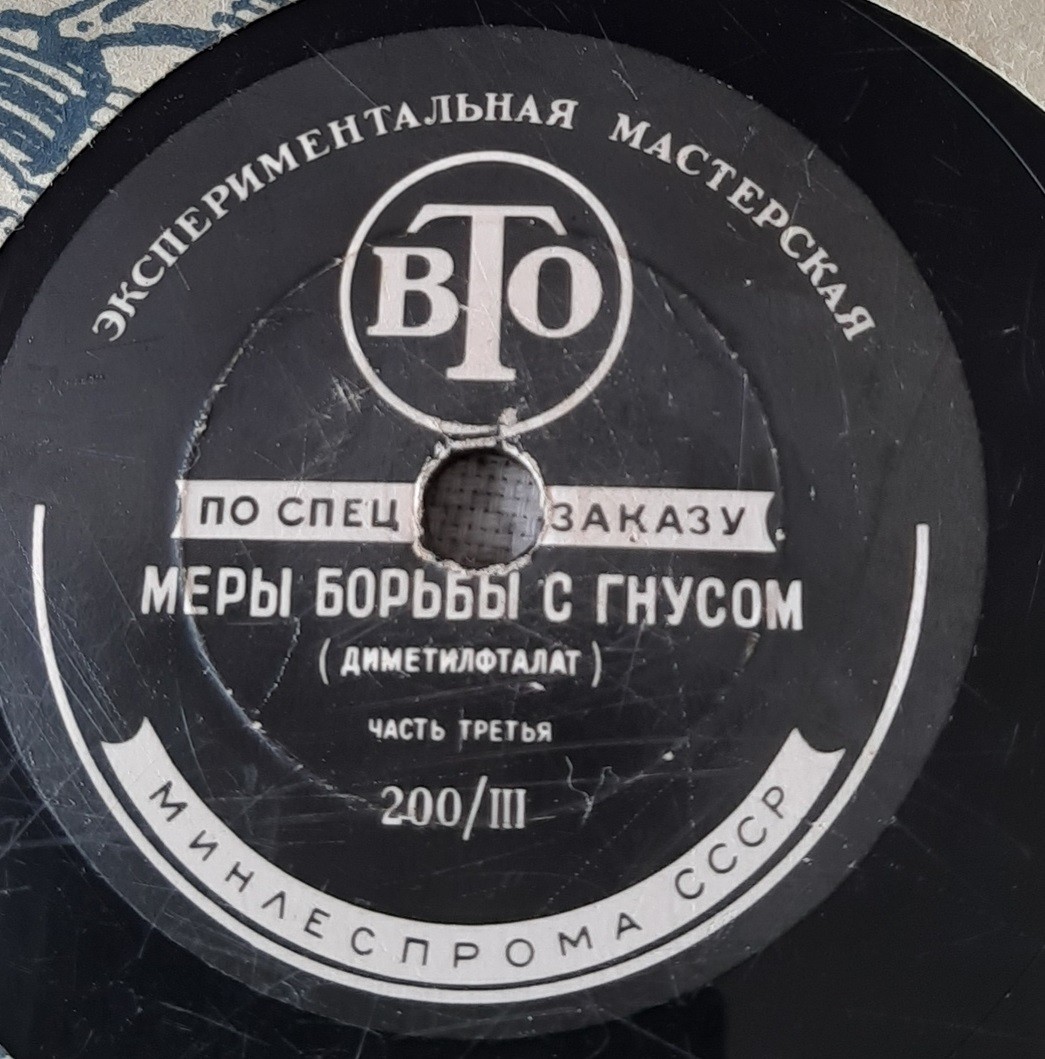 ЭКСПЕРИМЕНТАЛЬНАЯ МАСТЕРСКАЯ
ВТО
ПО СПЕЦ ЗАКАЗУ
МЕРЫ БОРЬБЫ С ГНУСОМ
(ДИМЕТИЛФТАЛАТ)
ЧАСТЬ ТРЕТЬЯ
200/III
МИНЛЕСПРОМА СССР